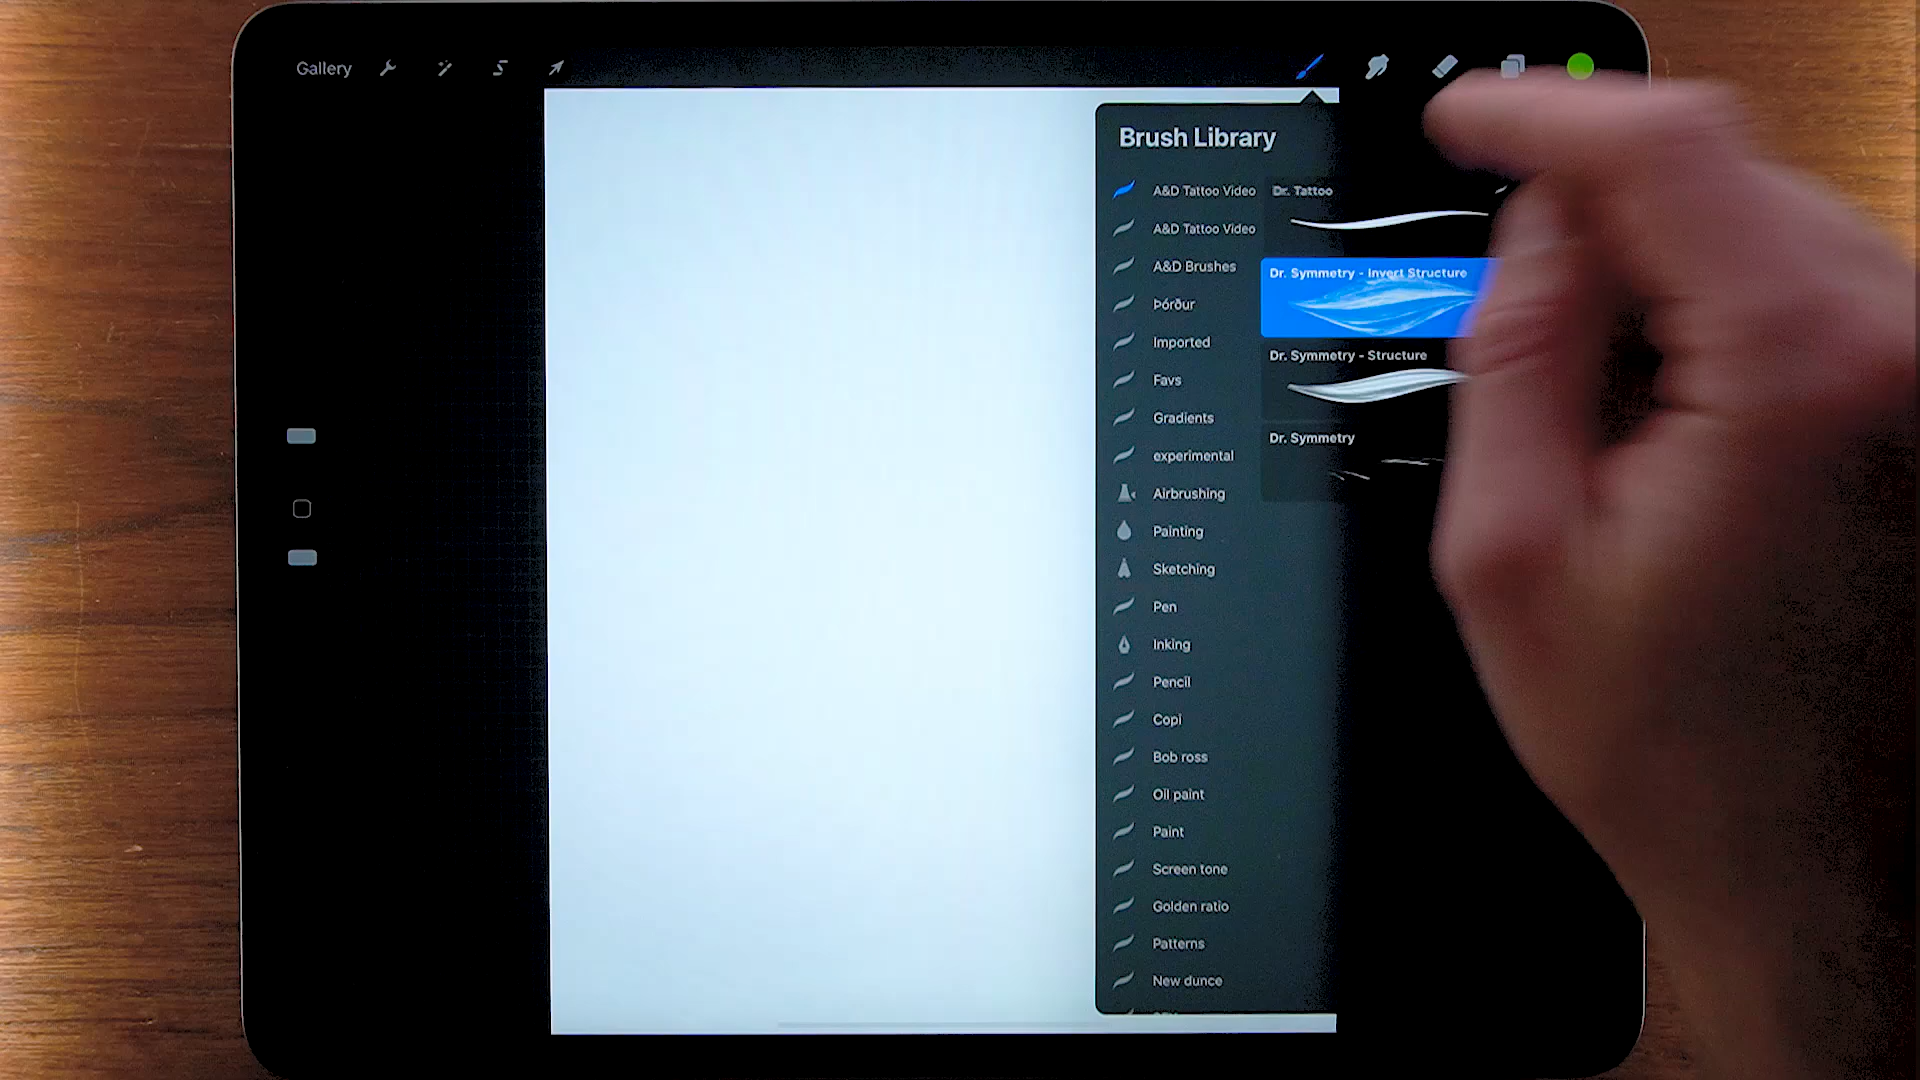 Gallery
Brush Library
A&D Tattoo Video
A&D Tattoo Video
A&D Brushes
Þórður
Imported
Favs
Gradients
experimental
Airbrushing
Painting
Sketching
Pen
Inking
Pencil
Copi
Bob ross
Oil paint
Paint
Screen tone
Golden ratio
Patterns
New dunce
Dr. Tattoo
Dr. Symmetry - Invert Structure
Dr. Symmetry - Structure
Dr. Symmetry